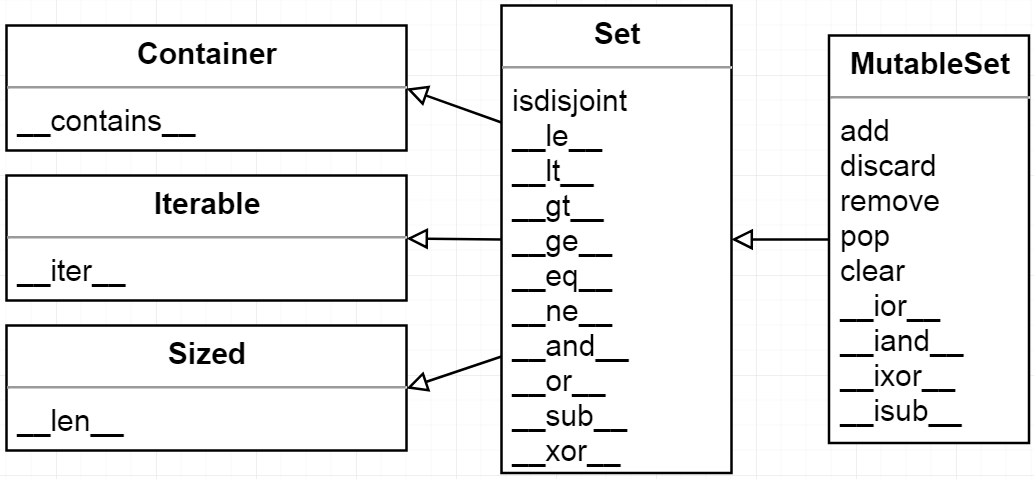 Container
__contains__
Iterable
__iter__
Sized
__len__
Set
isdisjoint
__le__
__lt__
__gt__
__ge__
__eq__
__ne__
__and__
__or__
__sub__
__xor__
MutableSet
add
discard
remove
pop
clear
__ior__
__iand__
__ixor__
__isub__